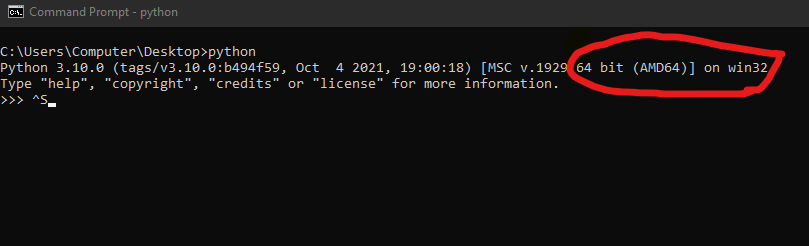 Command Prompt - python
C:\Users\Computer\Desktop>python
Python 3.10.0 (tags/v3.10.0:b494f59, Oct  4 2021, 19:00:18) [MSC v.1929 64 bit (AMD64)] on win32
Type "help", "copyright", "credits" or "license" for more information.
>>> ^S